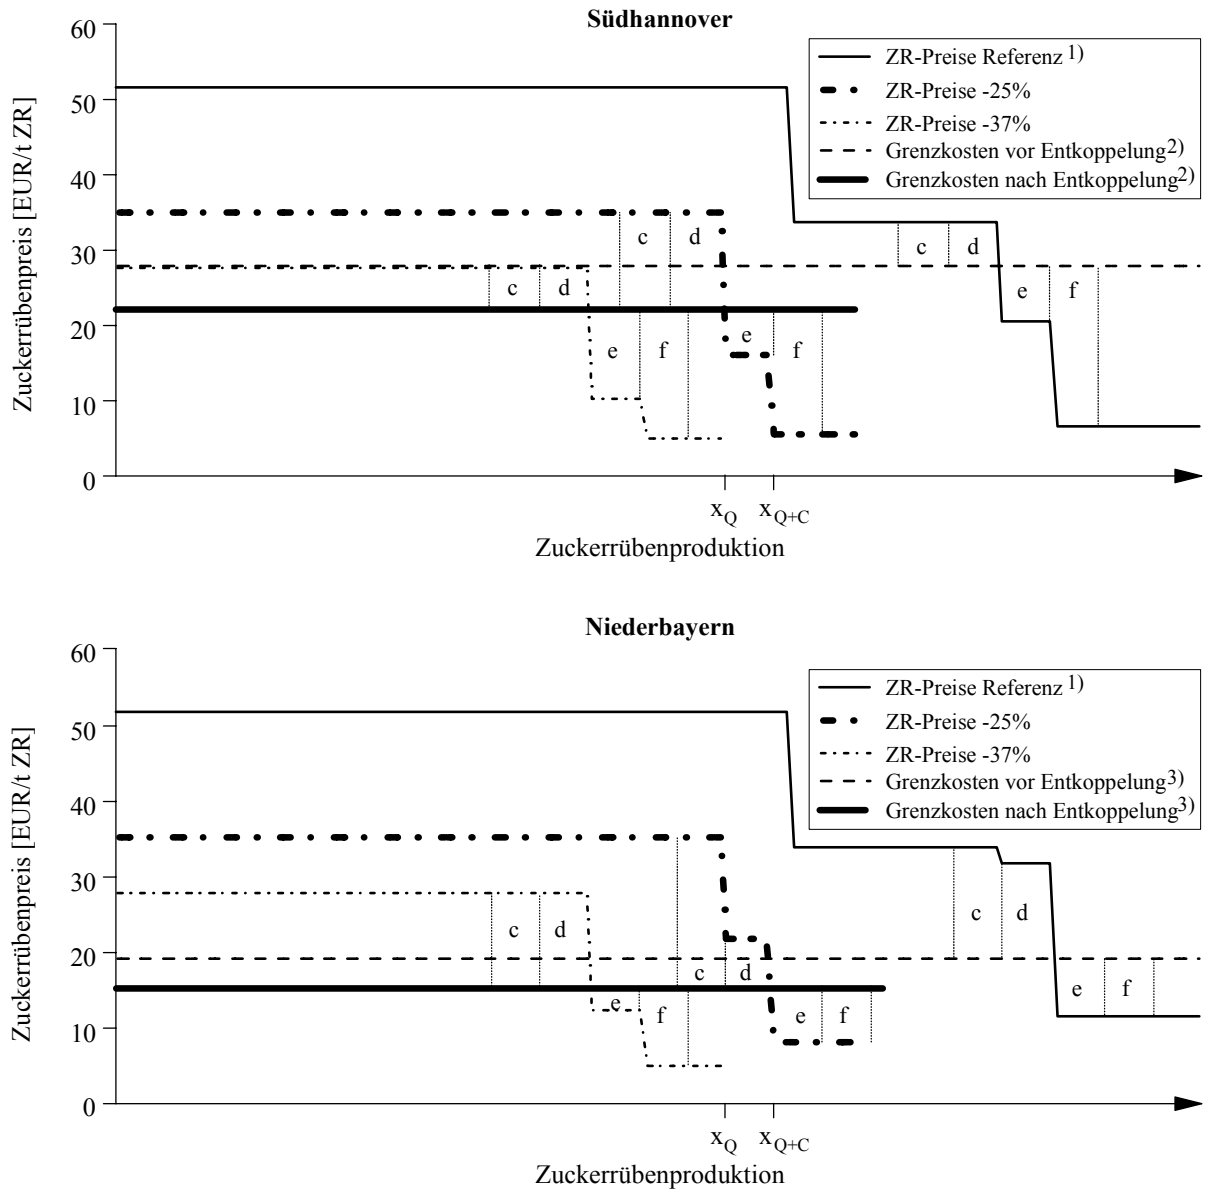 Südhannover
60
50
40
30
20
10
0
Zuckerrübenpreis [EUR/t ZR]
ZR-Preise Referenz 1)
ZR-Preise -25%
ZR-Preise -37%
Grenzkosten vor Entkoppelung2)
Grenzkosten nach Entkoppelung2)
c d
c d
c d
e f
e f
e f
xQ xQ+C
Zuckerrübenproduktion
Niederbayern
60
50
40
30
20
10
0
Zuckerrübenpreis [EUR/t ZR]
ZR-Preise Referenz 1)
ZR-Preise -25%
ZR-Preise -37%
Grenzkosten vor Entkoppelung3)
Grenzkosten nach Entkoppelung3)
c d
c d
c d
e f
e f
e f
xQ xQ+C
Zuckerrübenproduktion